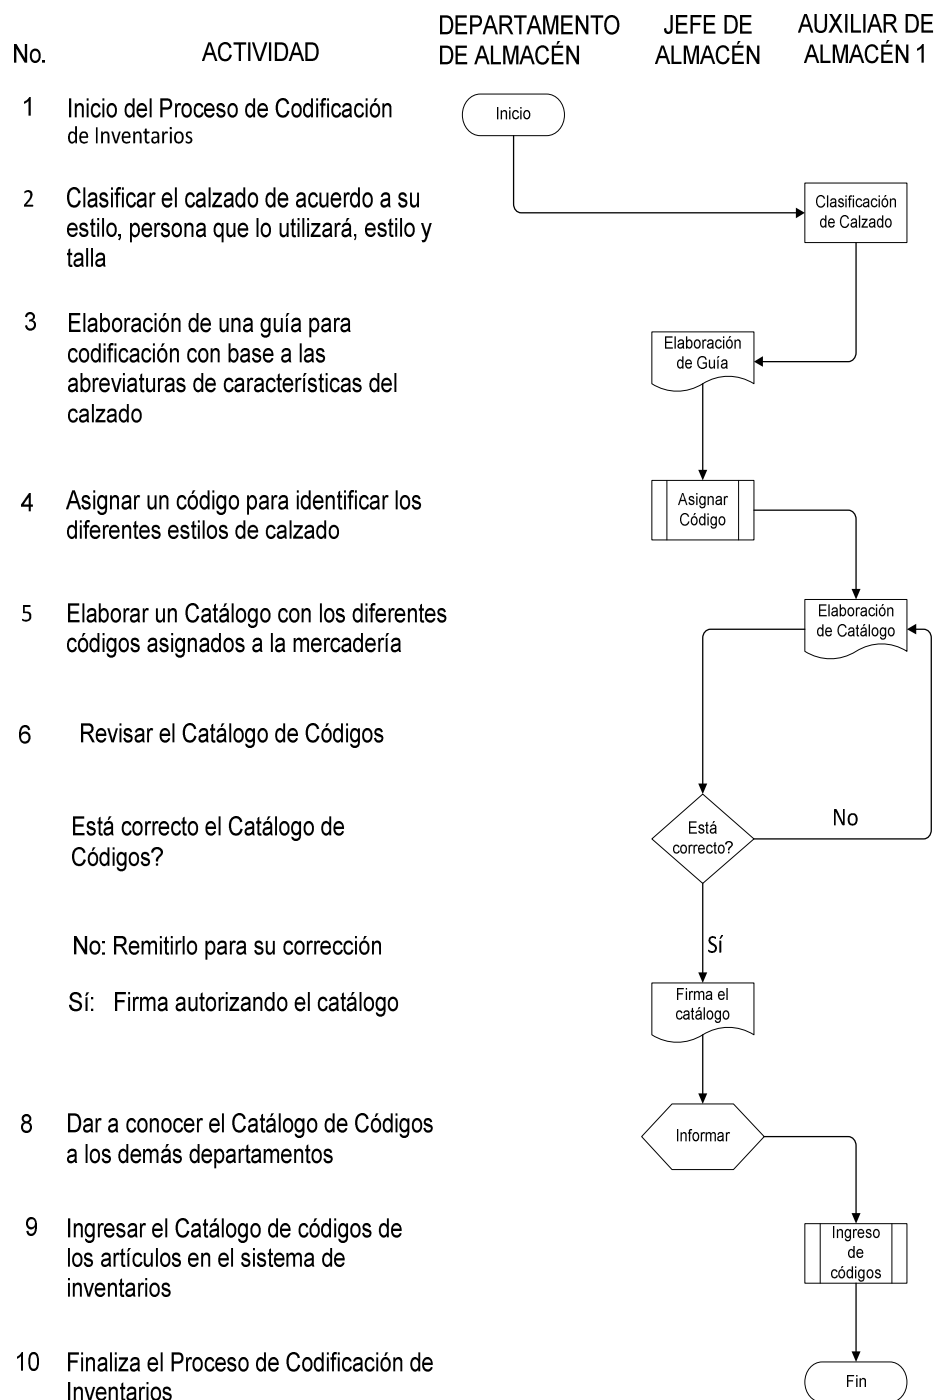 No.
ACTIVIDAD
DEPARTAMENTO
DE ALMACÉN
JEFE DE
ALMACÉN
AUXILIAR DE
ALMACÉN 1
1
Inicio del Proceso de Codificación
de Inventarios
Inicio
2
Clasificar el calzado de acuerdo a su
estilo, persona que lo utilizará, estilo y
talla
Clasificación
de Calzado
3
Elaboración de una guía para
codificación con base a las
abreviaturas de características del
calzado
Elaboración
de Guía
4
Asignar un código para identificar los
diferentes estilos de calzado
Asignar
Código
5
Elaborar un Catálogo con los diferentes
códigos asignados a la mercadería
Elaboración
de Catálogo
6
Revisar el Catálogo de Códigos
Está correcto el Catálogo de
Códigos?
Está
correcto?
No
No: Remitirlo para su corrección
Sí
Sí: Firma autorizando el catálogo
Firma el
catálogo
8
Dar a conocer el Catálogo de Códigos
a los demás departamentos
Informar
9
Ingresar el Catálogo de códigos de
los artículos en el sistema de
inventarios
Ingreso
de
códigos
10
Finaliza el Proceso de Codificación de
Inventarios
Fin